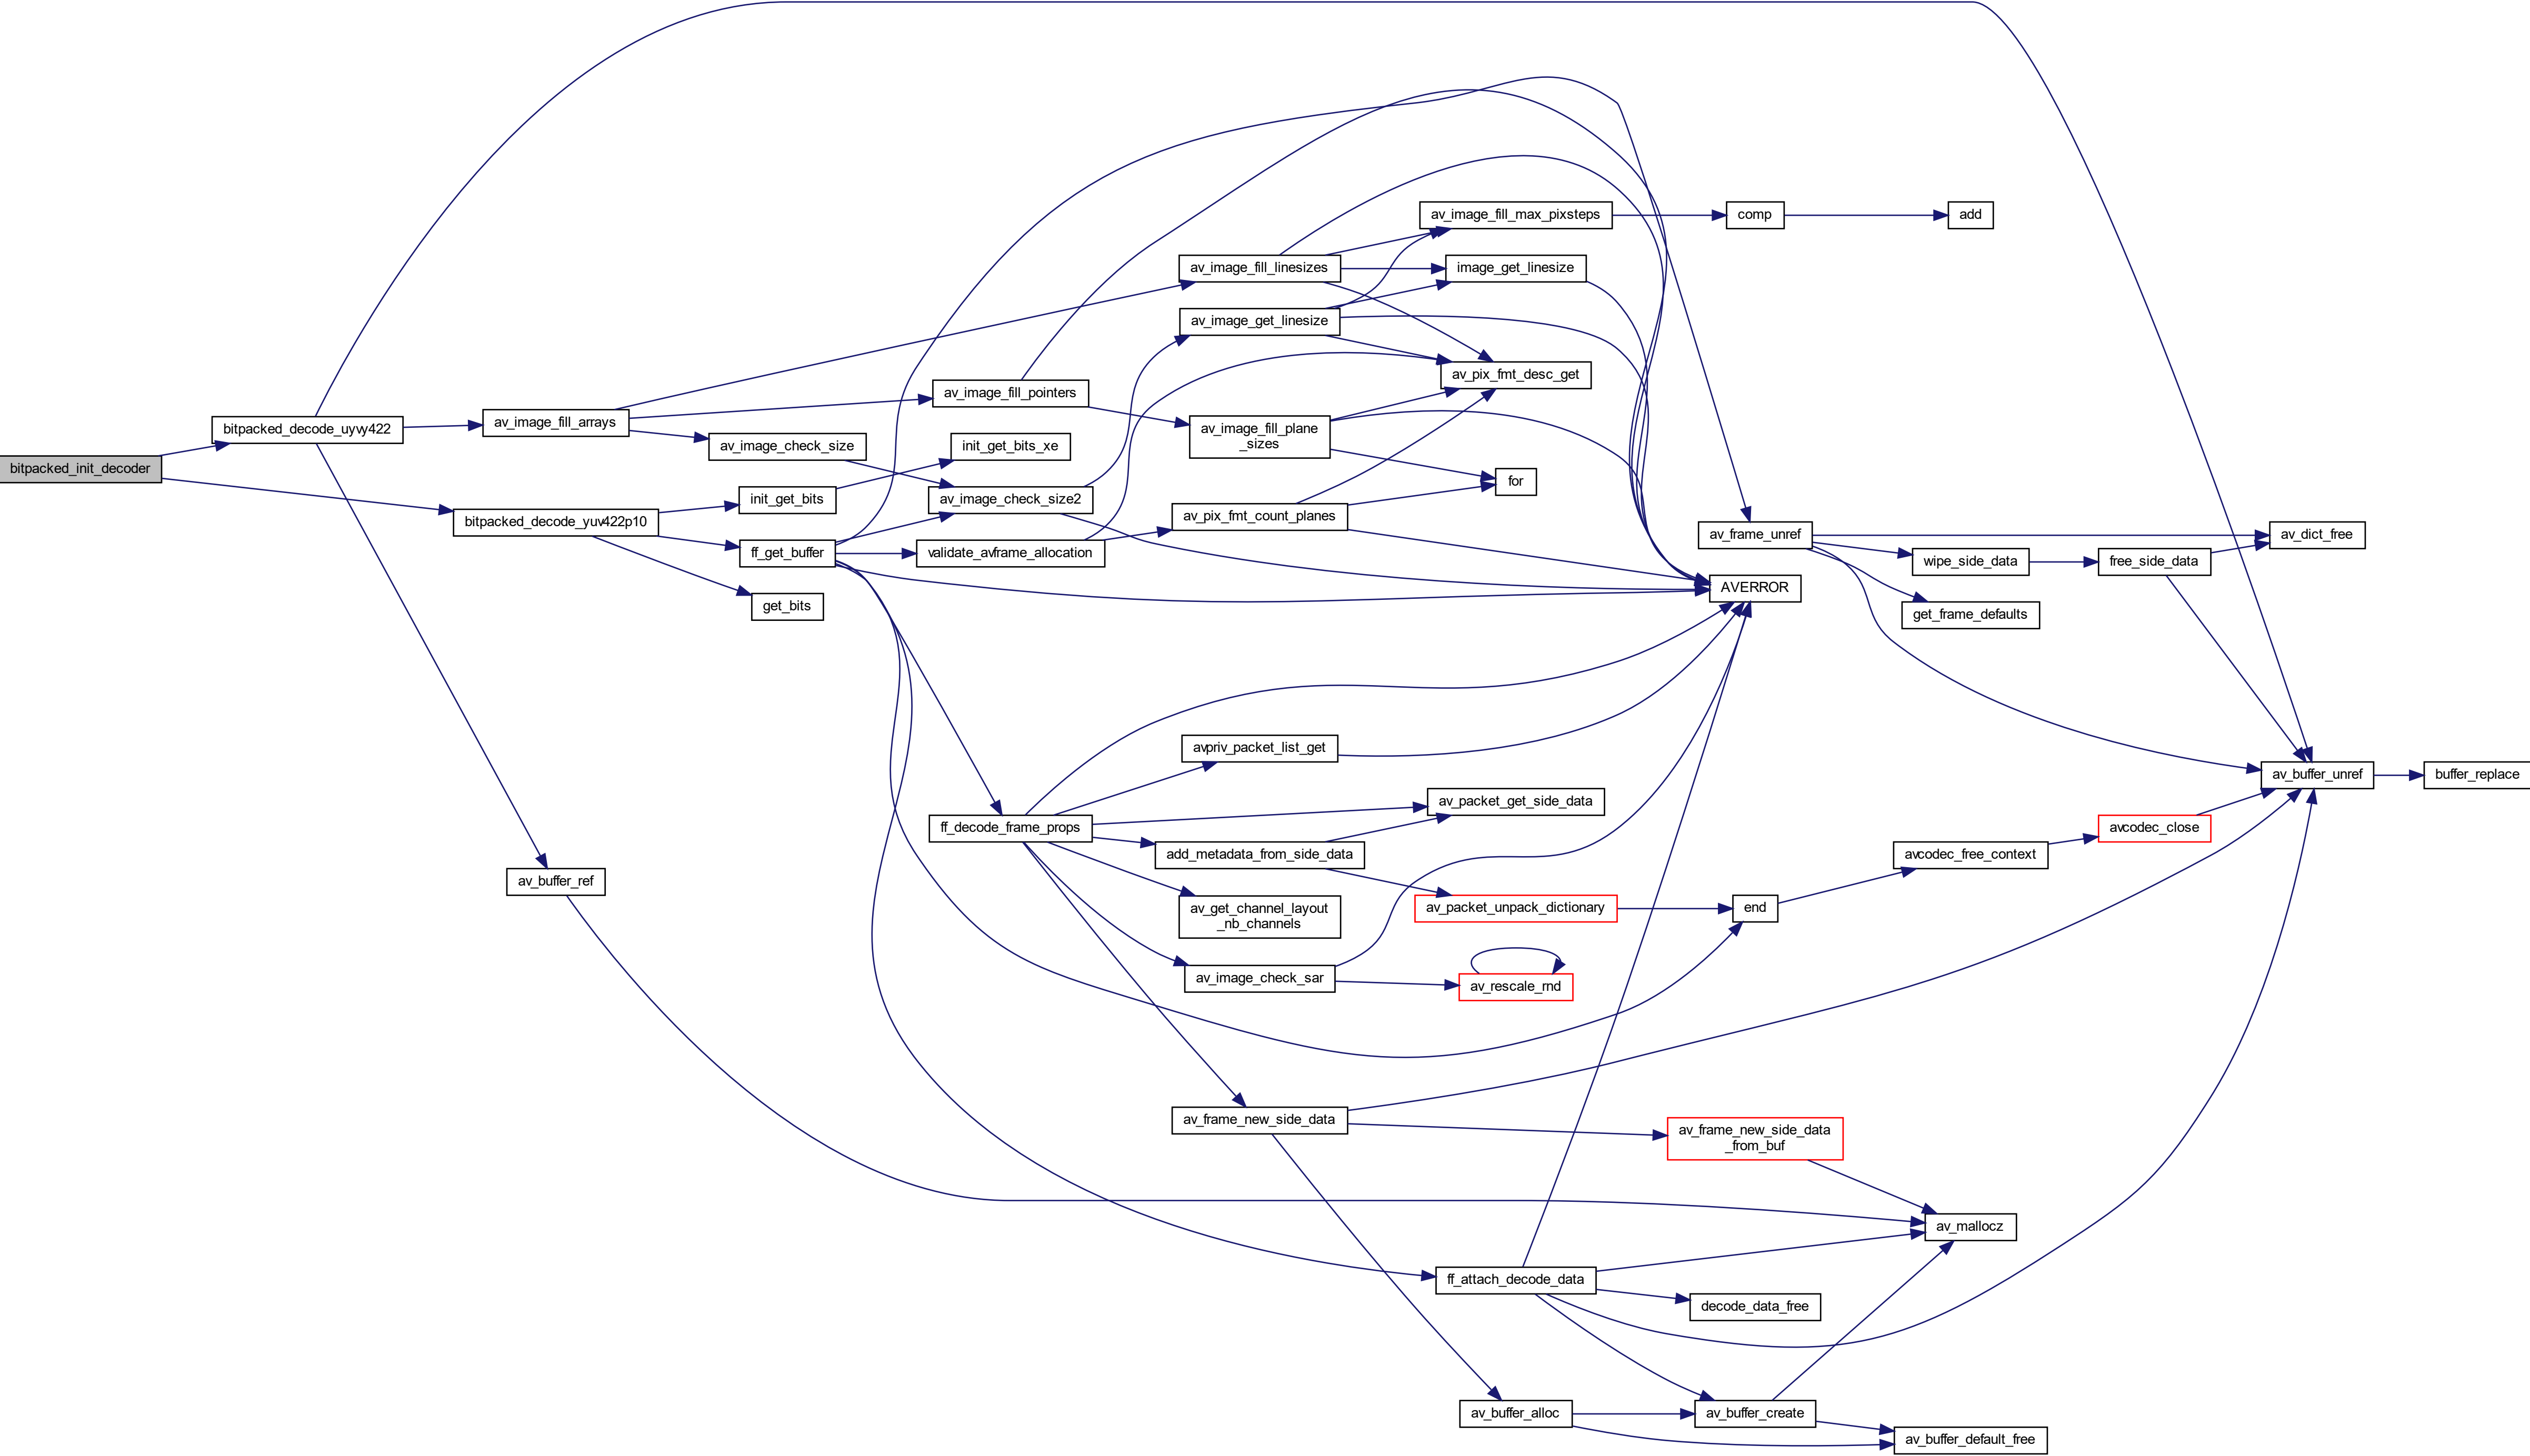 av_image_fill_max_pixsteps
comp
add
av_image_fill_linesizes
image_get_linesize
av_image_get_linesize
av_pix_fmt_desc_get
av_image_fill_pointers
bitpacked_decode_uyvy422
av_image_fill_arrays
av_image_fill_plane
_sizes
av_image_check_size
init_get_bits_xe
bitpacked_init_decoder
for
init_get_bits
av_image_check_size2
av_pix_fmt_count_planes
bitpacked_decode_yuv422p10
av_frame_unref
av_dict_free
ff_get_buffer
validate_avframe_allocation
wipe_side_data
free_side_data
AVERROR
get_bits
get_frame_defaults
avpriv_packet_list_get
av_buffer_unref
buffer_replace
av_packet_get_side_data
ff_decode_frame_props
avcodec_close
add_metadata_from_side_data
avcodec_free_context
av_buffer_ref
av_get_channel_layout
_nb_channels
av_packet_unpack_dictionary
end
av_image_check_sar
av_rescale_rnd
av_frame_new_side_data
av_frame_new_side_data
_from_buf
av_mallocz
ff_attach_decode_data
decode_data_free
av_buffer_alloc
av_buffer_create
av_buffer_default_free